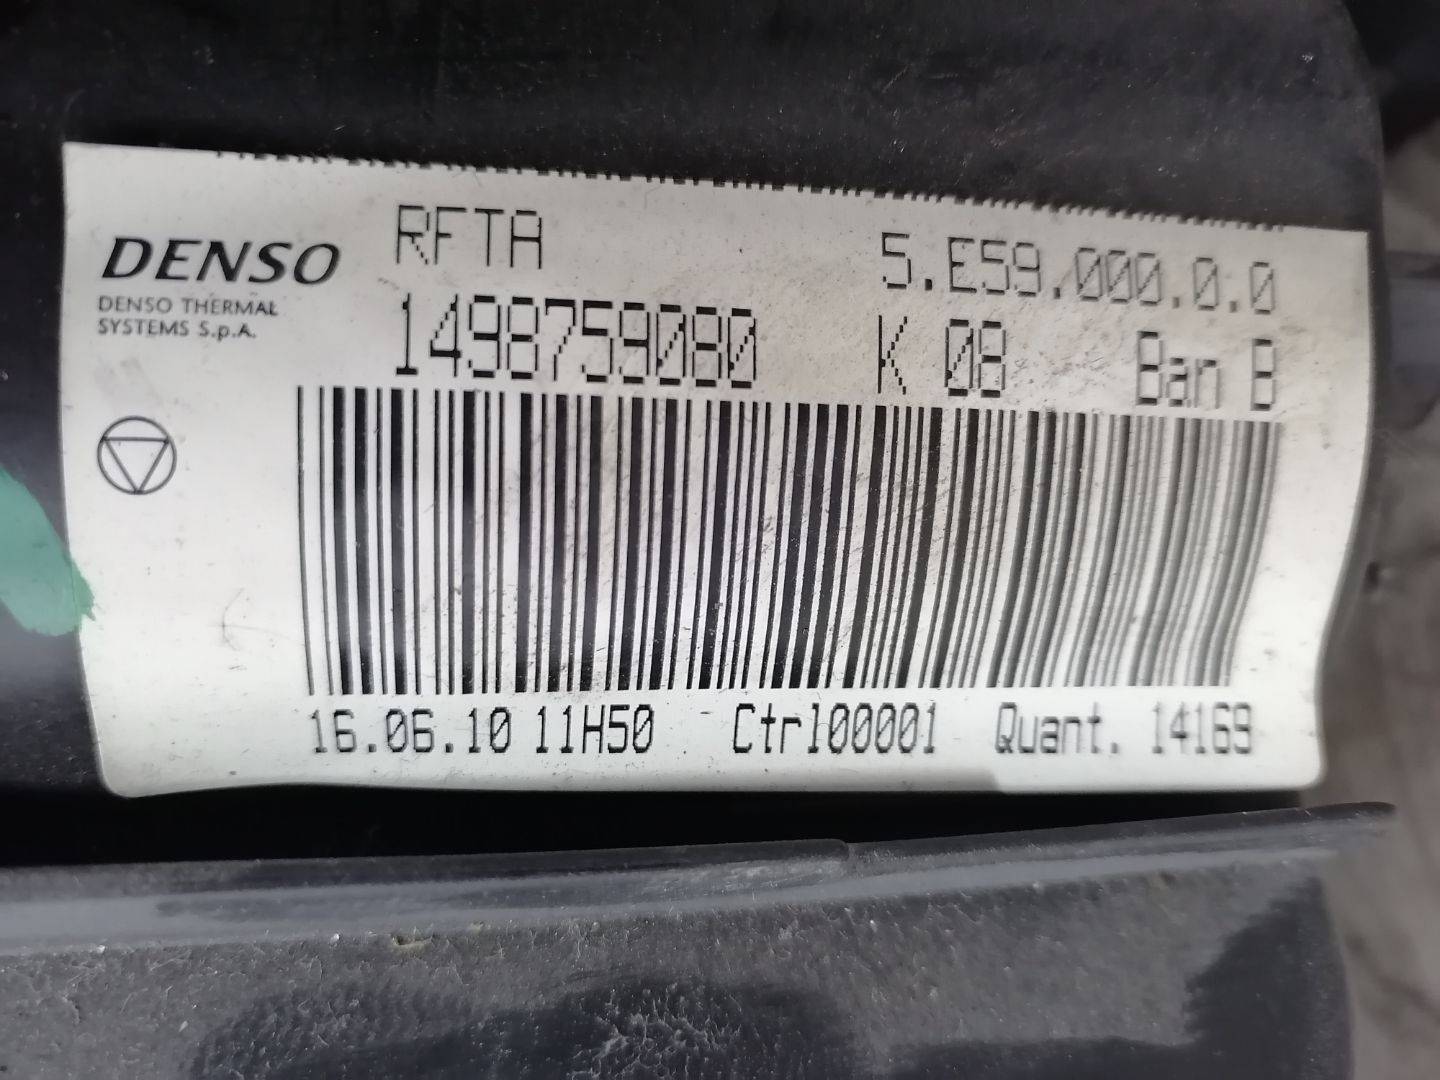 DENSO
DENSO THERMAL
SYSTEMS S.p.A.
RFTA
5.E59.000.0.0
1498759080 K 08 Ban B
16.06.10 11H50 Ctrl00001 Quant. 14169